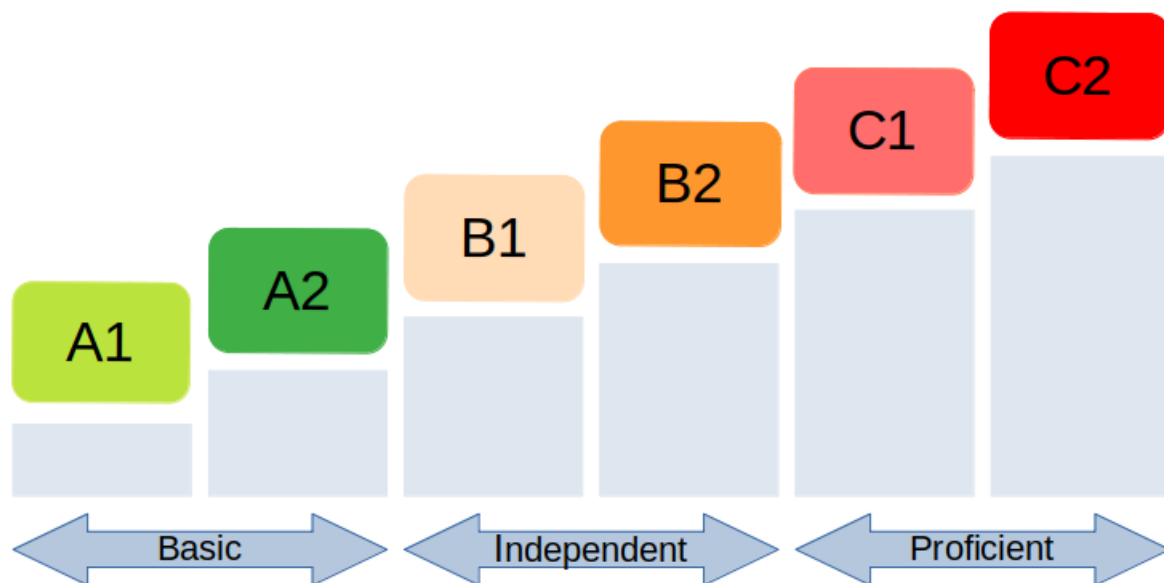 A1
A2
B1
B2
C1
C2
Basic
Independent
Proficient